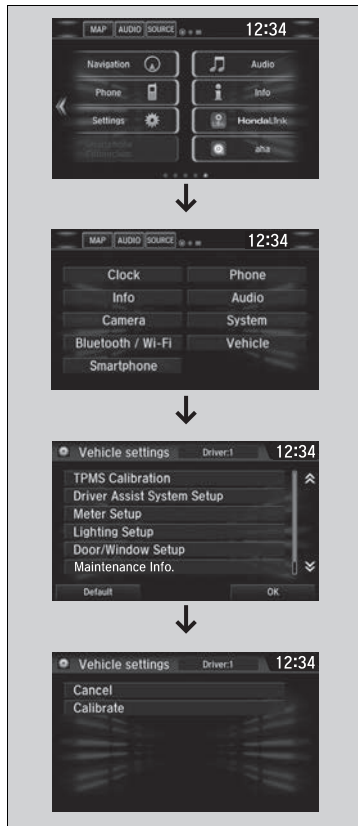 MAP AUDIO SOURCE 12:34
Navigation Audio
Phone Info
Settings HondaLink
Smartphone
Connection
aha
MAP AUDIO SOURCE 12:34
Clock Phone
Info Audio
Camera System
Bluetooth / Wi-Fi Vehicle
Smartphone
Vehicle settings Driver:1 12:34
TPMS Calibration
Driver Assist System Setup
Meter Setup
Lighting Setup
Door/Window Setup
Maintenance Info.
Default OK
Vehicle settings Driver:1 12:34
Cancel
Calibrate